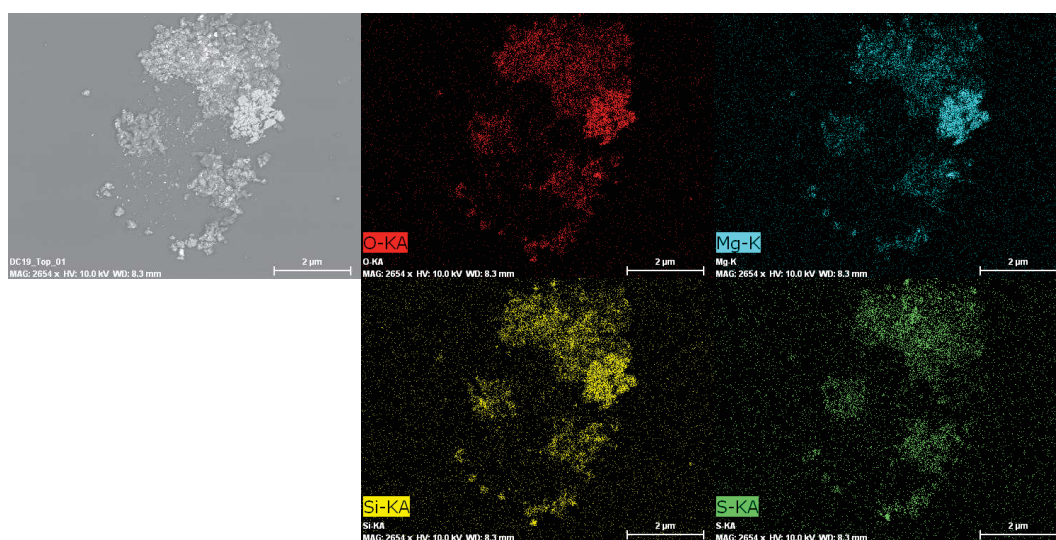 DC19_Top_01
MAG: 2654 x HV: 10.0 kV WD: 8.3 mm
2 µm
O-KA
O-KA
MAG: 2654 x HV: 10.0 kV WD: 8.3 mm
2 µm
Mg-K
Mg-K
MAG: 2654 x HV: 10.0 kV WD: 8.3 mm
2 µm
Si-KA
Si-KA
MAG: 2654 x HV: 10.0 kV WD: 8.3 mm
2 µm
S-KA
S-KA
MAG: 2654 x HV: 10.0 kV WD: 8.3 mm
2 µm